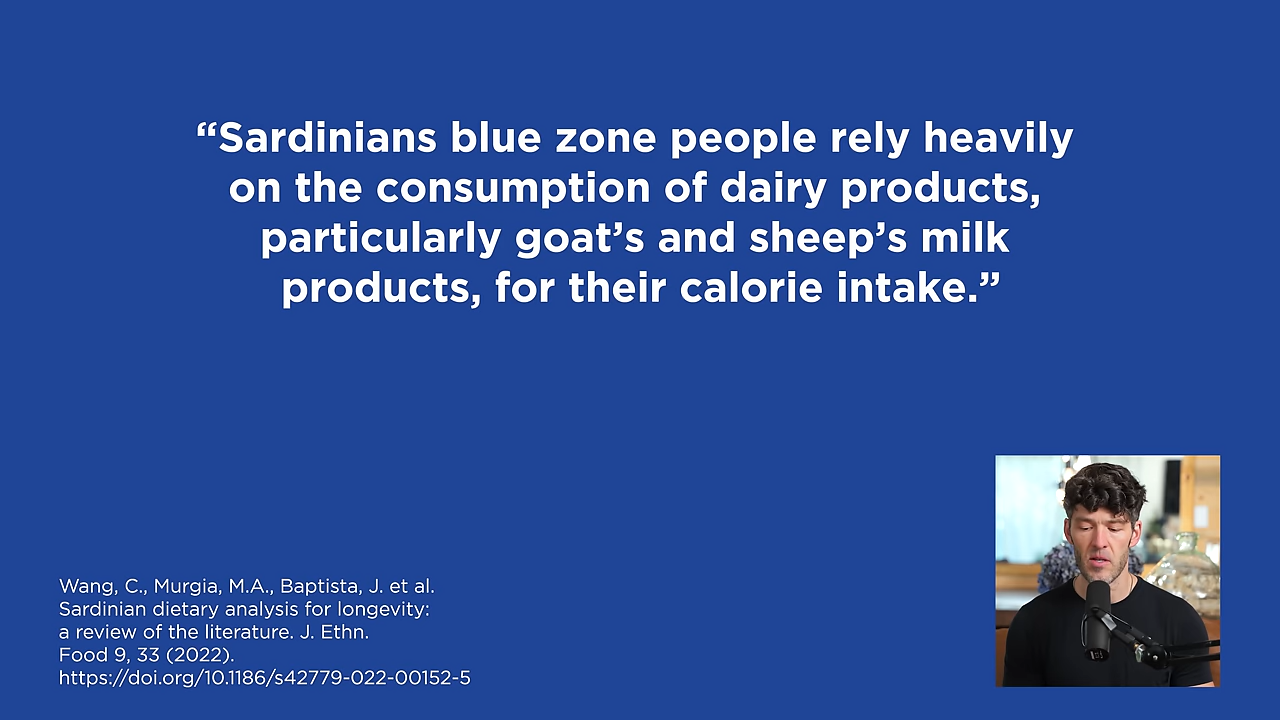 “Sardinians blue zone people rely heavily
on the consumption of dairy products,
particularly goat’s and sheep’s milk
products, for their calorie intake.”
Wang, C., Murgia, M.A., Baptista, J. et al.
Sardinian dietary analysis for longevity:
a review of the literature. J. Ethn.
Food 9, 33 (2022).
https://doi.org/10.1186/s42779-022-00152-5